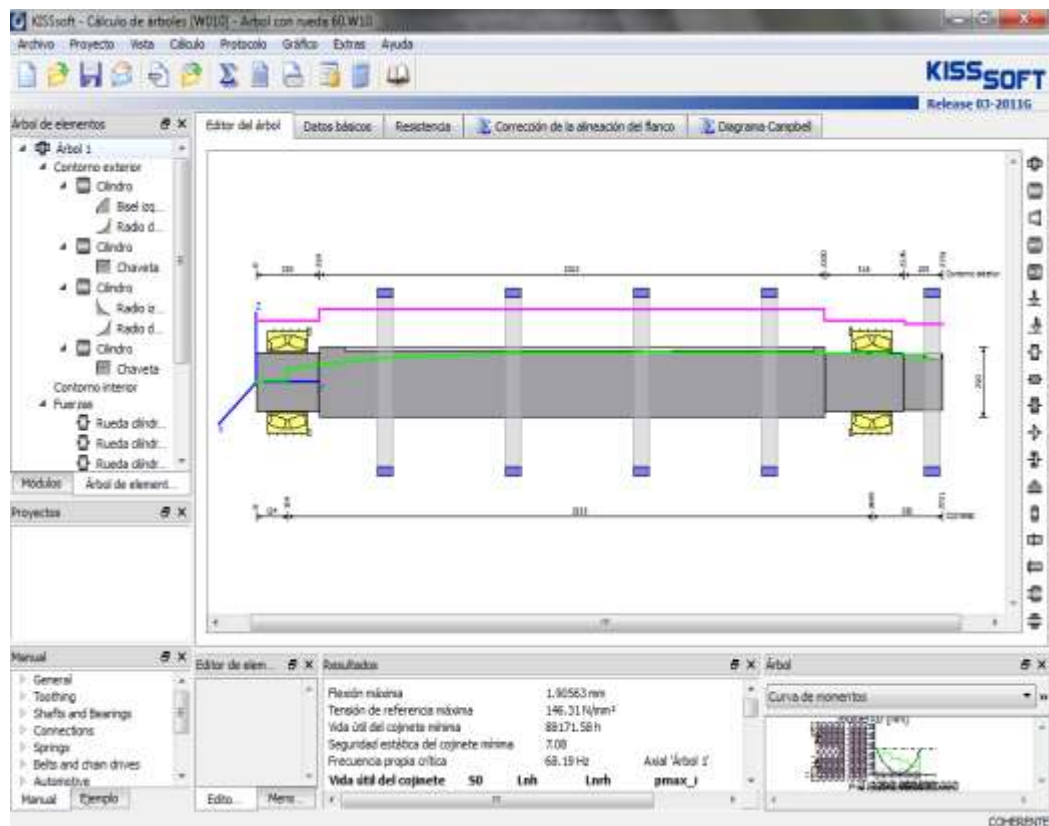 KISSsoft - Cálculo de árboles [W010] - Arbol con rueda 60.W10
Archivo Proyecto Vista Cálculo Protocolo Gráfico Extras Ayuda
KISSSOFT
Release 03-2011G
Árbol de elementos
Editor del árbol
Datos básicos
Resistencia
Corrección de la alineación del flanco
Diagrama Campbell
Árbol 1
Contorno exterior
Cilindro
Bisel izq...
Radio d...
Cilindro
Chaveta
Cilindro
Radio iz...
Radio d...
Cilindro
Chaveta
Contorno interior
Fuerzas
Rueda cilíndr...
Rueda cilíndr...
Rueda cilíndr...
Módulos
Árbol de element...
Proyectos
Contorno exterior
Z
Manual
General
Toothing
Shafts and Bearings
Connections
Springs
Belts and chain drives
Automotive
Manual
Ejemplo
Editor de elem...
Edito...
Mens...
Resultados
Flexión máxima 1.90563 mm
Tensión de referencia máxima 146.31 N/mm²
Vida útil del cojinete mínima 88171.58 h
Seguridad estática del cojinete mínima 7.08
Frecuencia propia crítica 68.19 Hz Axial 'Árbol 1'
Vida útil del cojinete S0 Lnh Lnrh pmax_i
Árbol
Curva de momentos
COHERENTE